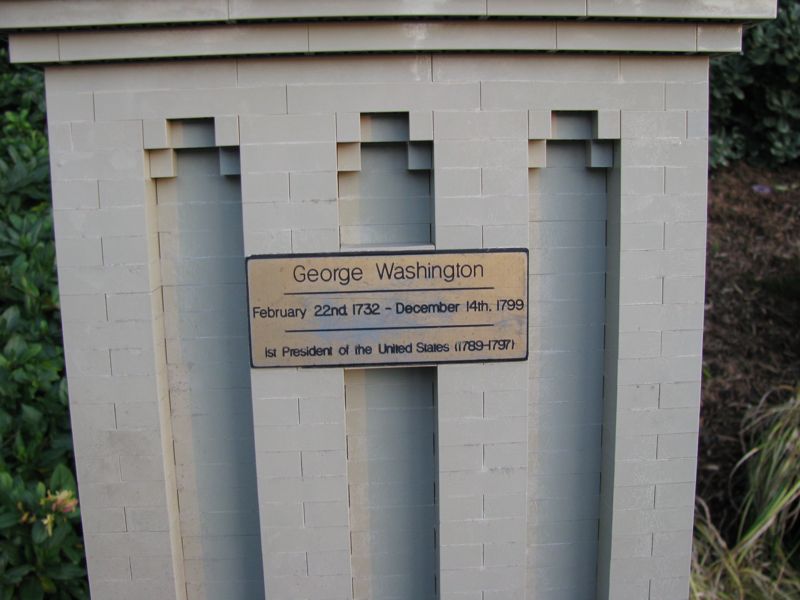 George Washington
February 22nd, 1732 - December 14th, 1799
1st President of the United States (1789-1797)